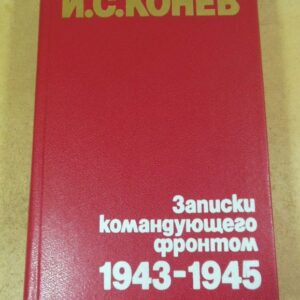 И.С.КОНЕВ
Записки
командующего
фронтом
1943-1945